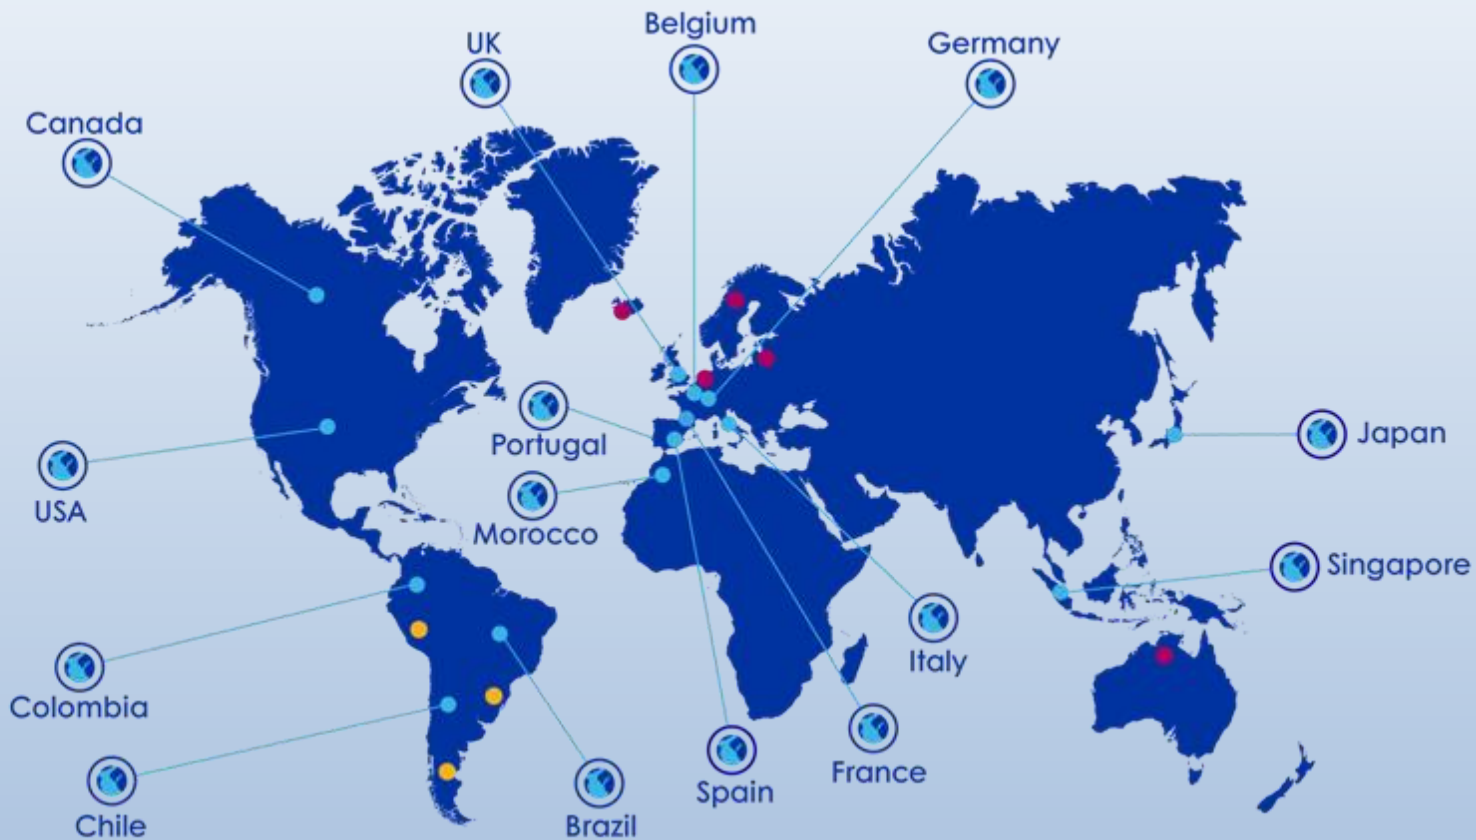 Belgium
UK
Germany
Canada
Portugal
Japan
USA
Morocco
Singapore
Italy
Colombia
France
Spain
Chile
Brazil